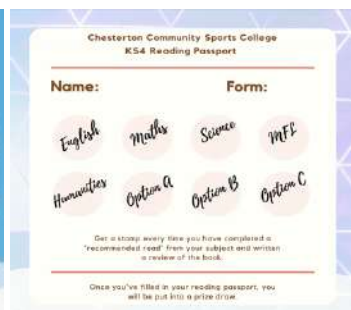 Chesterton Community Sports College
KS4 Reading Passport
Name: Form:
English Maths Science MFL
Humanities Option A Option B Option C
Get a stamp every time you have completed a
"recommended read" from your subject and written
a review of the book.
Once you've filled in your reading passport, you
will be put into a prize draw.